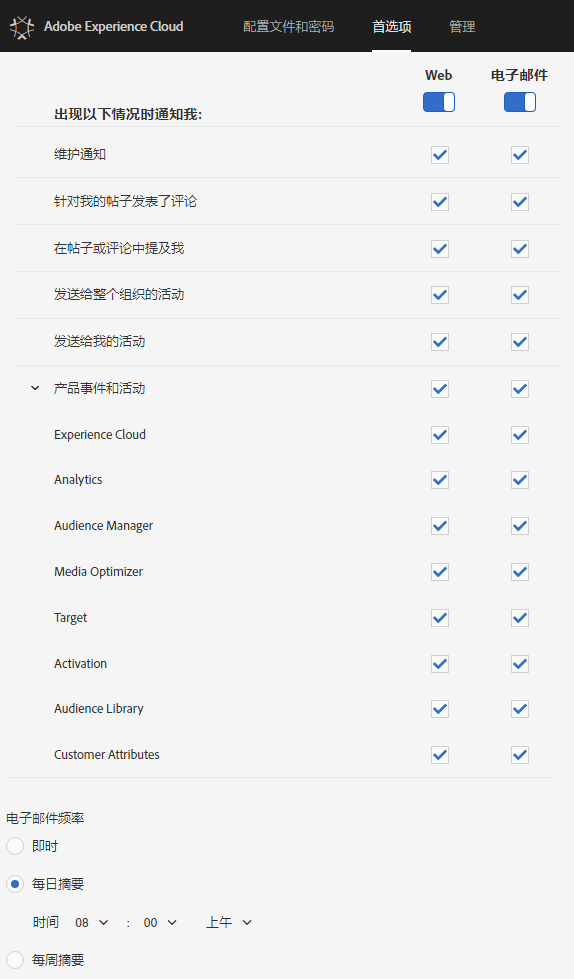 Adobe Experience Cloud 配置文件和密码 首选项 管理
Web 电子邮件
出现以下情况时通知我:
维护通知
针对我的帖子发表了评论
在帖子或评论中提及我
发送给整个组织的活动
发送给我的活动
产品事件和活动
Experience Cloud
Analytics
Audience Manager
Media Optimizer
Target
Activation
Audience Library
Customer Attributes
电子邮件频率
即时
每日摘要
时间 08 : 00 上午
每周摘要